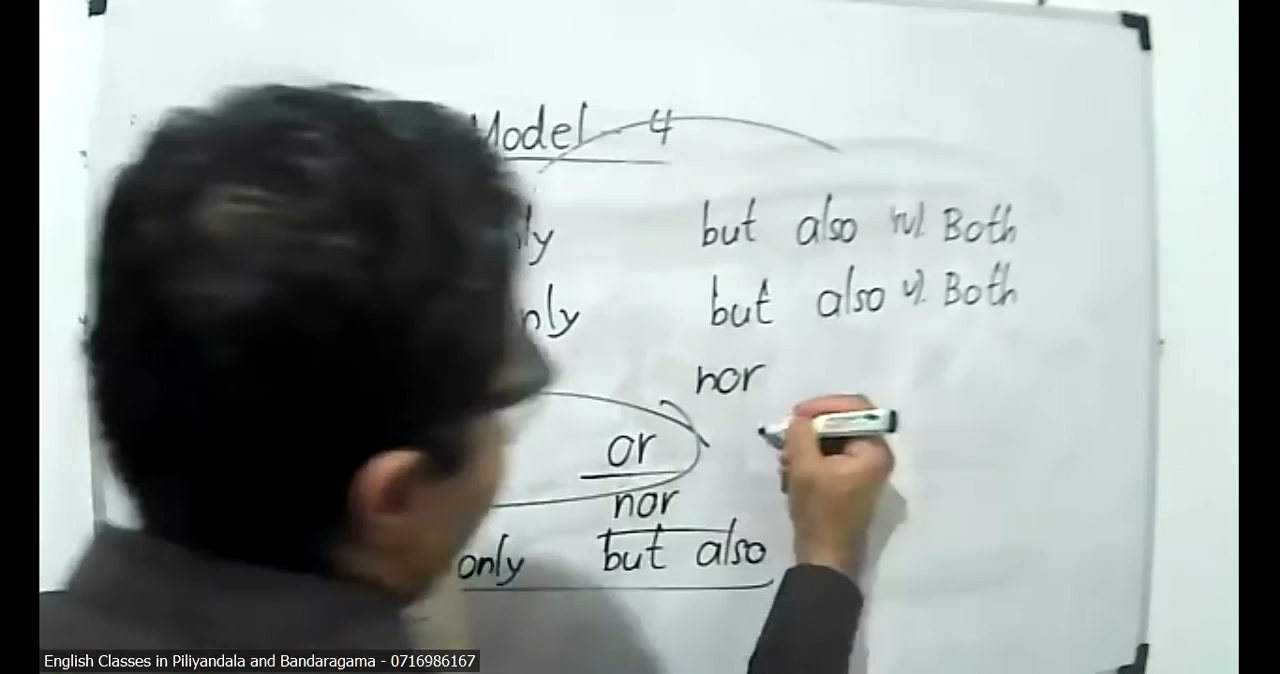 Model - 4
but also Both
but also Both
nor
or
nor
only but also
English Classes in Piliyandala and Bandaragama - 0716986167